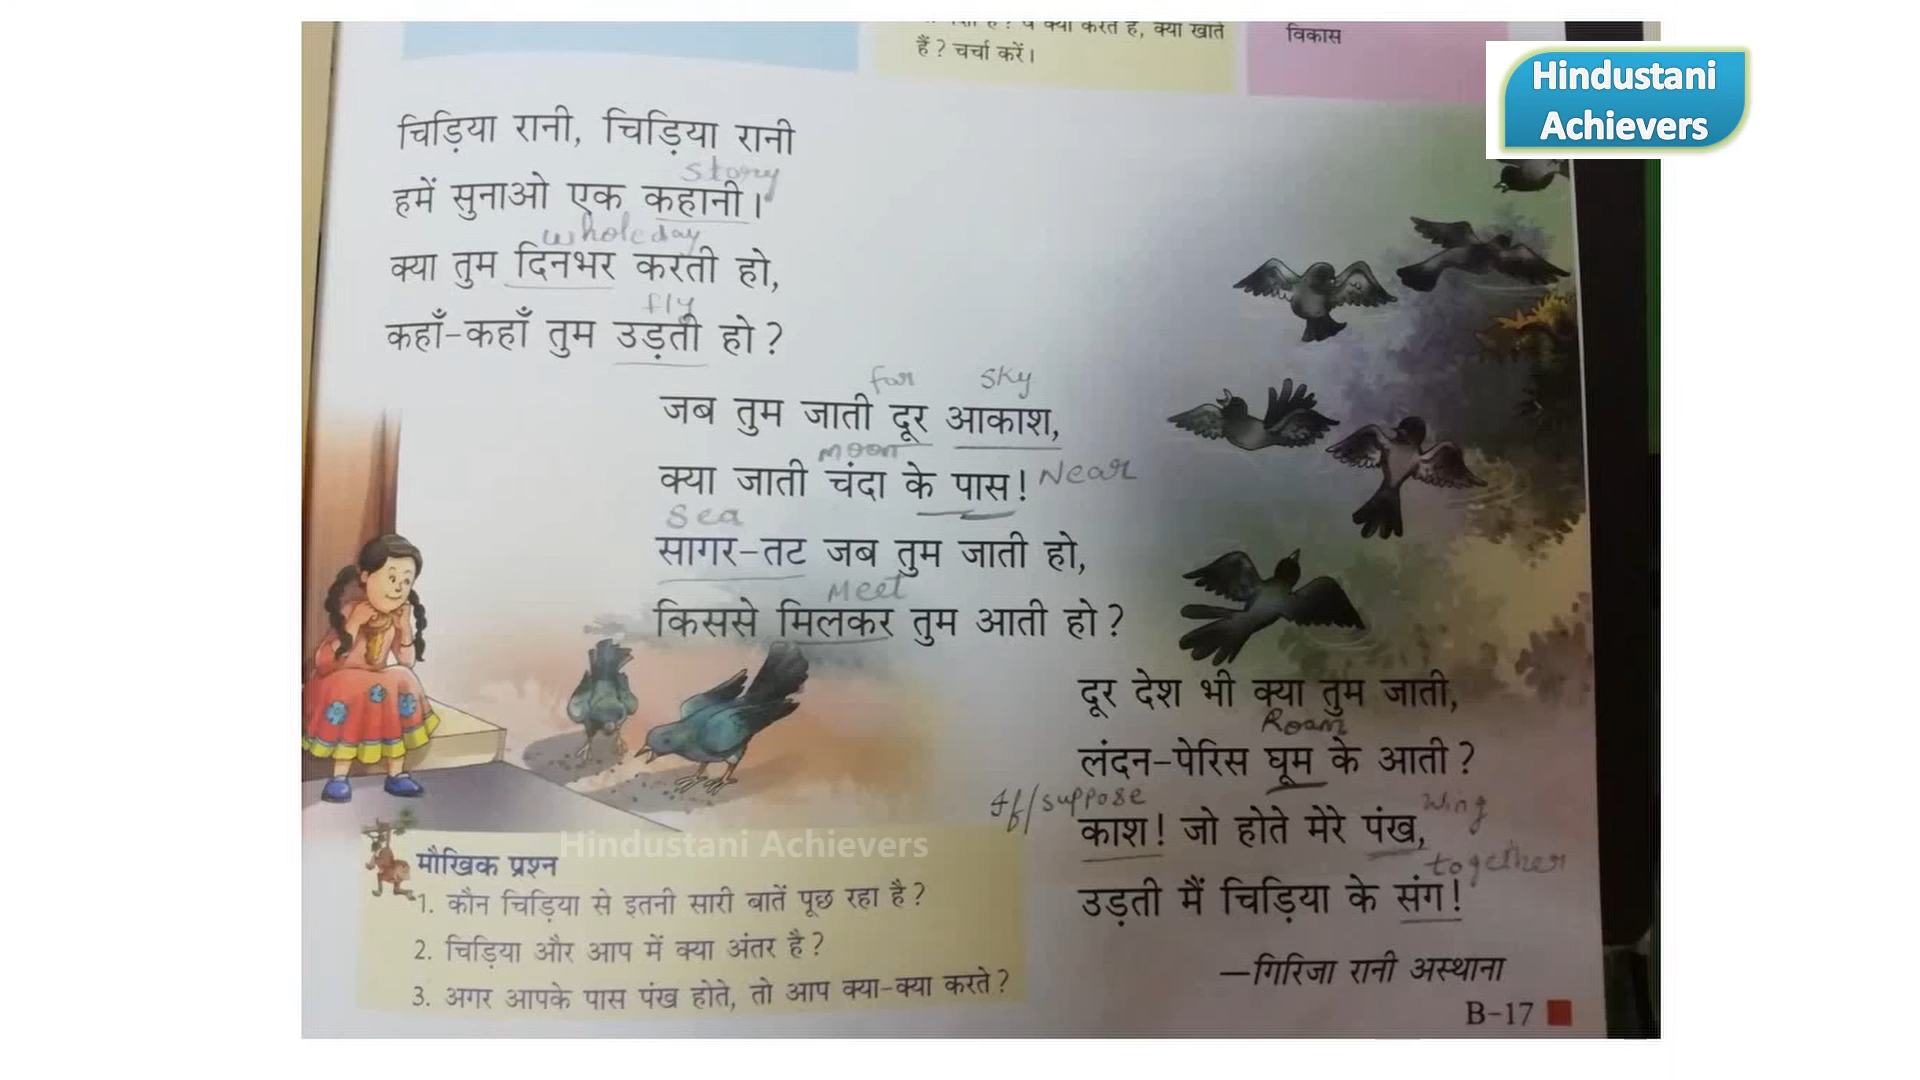 क्या करते हैं, क्या खाते
हैं? चर्चा करें।
विकास
Hindustani
Achievers
चिड़िया रानी, चिड़िया रानी
story
हमें सुनाओ एक कहानी।
whole day
क्या तुम दिनभर करती हो,
fly
कहाँ-कहाँ तुम उड़ती हो?
far sky
जब तुम जाती दूर आकाश,
moon
क्या जाती चंदा के पास! Near
sea
सागर-तट जब तुम जाती हो,
Meet
किससे मिलकर तुम आती हो?
दूर देश भी क्या तुम जाती,
Roam
लंदन-पेरिस घूम के आती?
If/suppose wing
काश! जो होते मेरे पंख,
together
उड़ती मैं चिड़िया के संग!
—गिरिजा रानी अस्थाना
Hindustani Achievers
मौखिक प्रश्न
1. कौन चिड़िया से इतनी सारी बातें पूछ रहा है?
2. चिड़िया और आप में क्या अंतर है?
3. अगर आपके पास पंख होते, तो आप क्या-क्या करते?
B-17